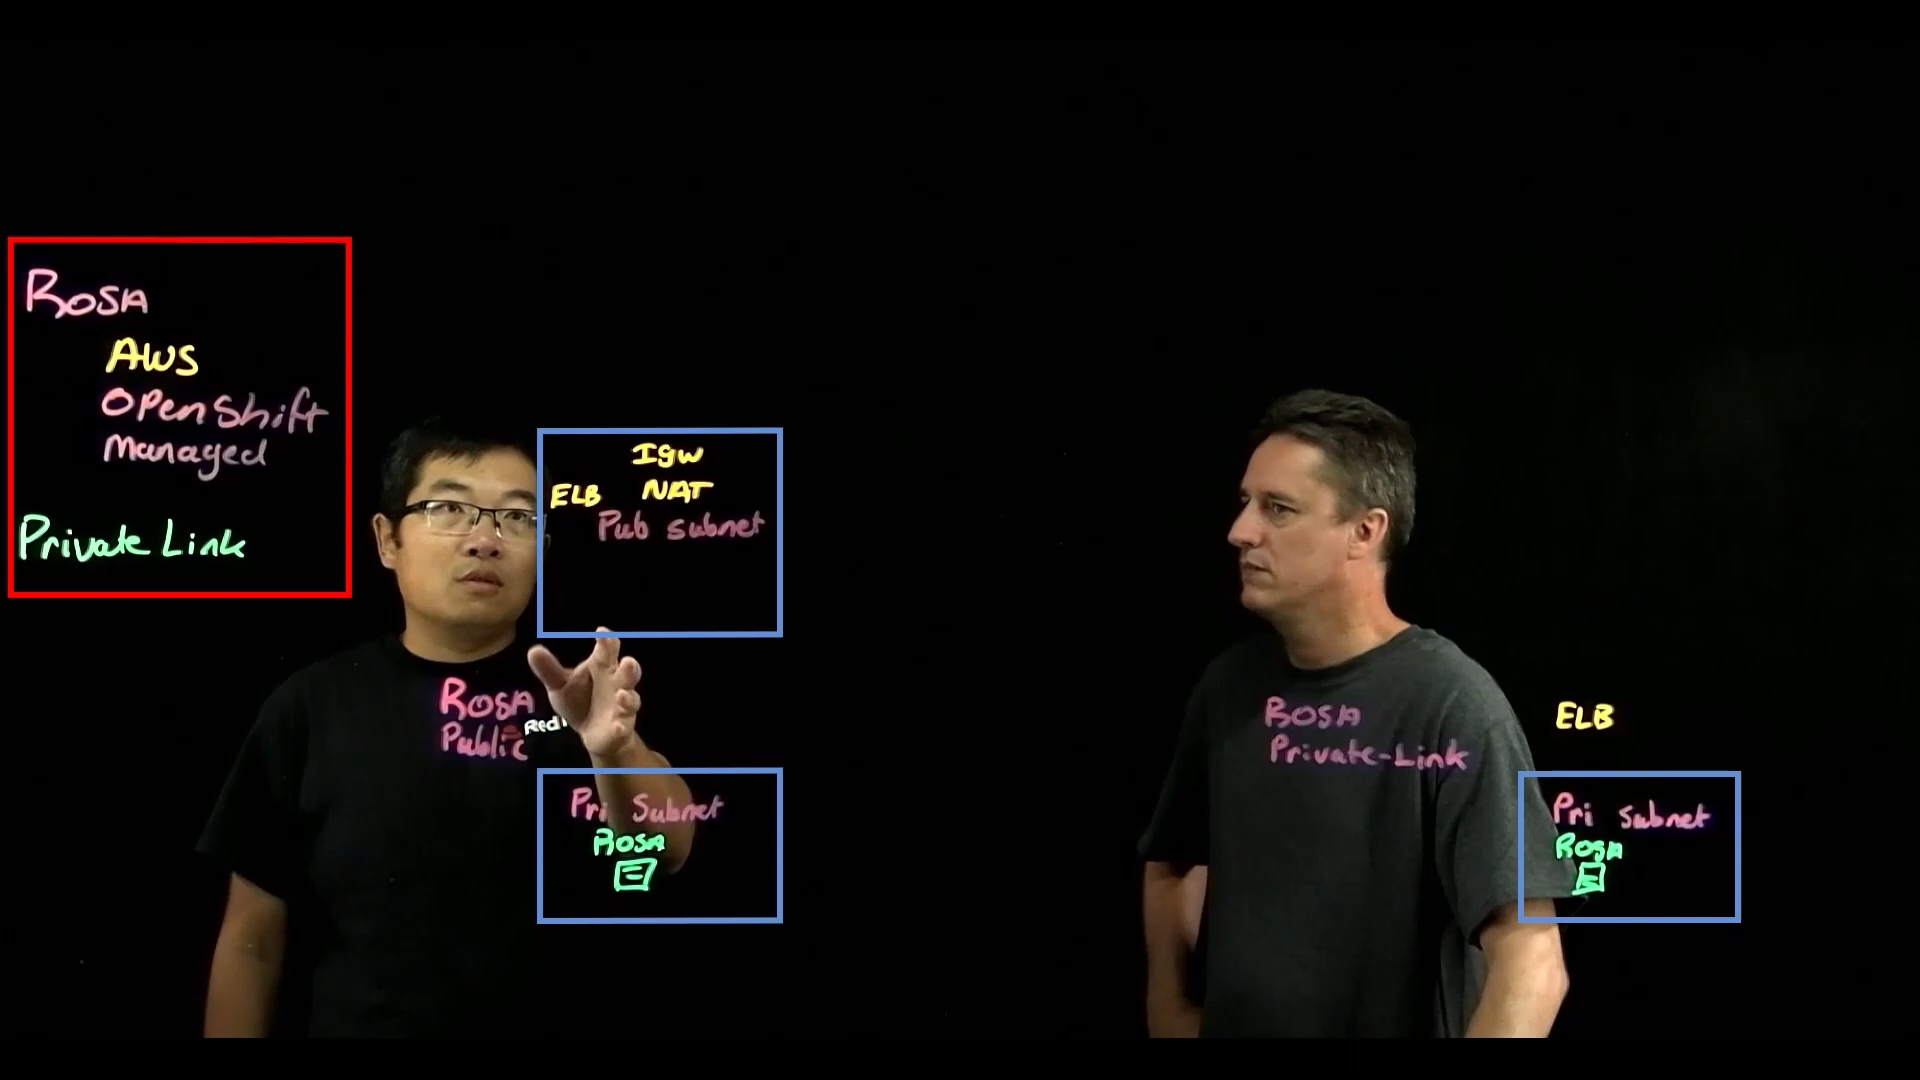 ROSA
AWS
OpenShift
Managed
Private Link
IGW
ELB NAT
Pub subnet
ROSA
Public
Red
Pri Subnet
ROSA
ROSA
Private-Link
ELB
Pri subnet
ROSA